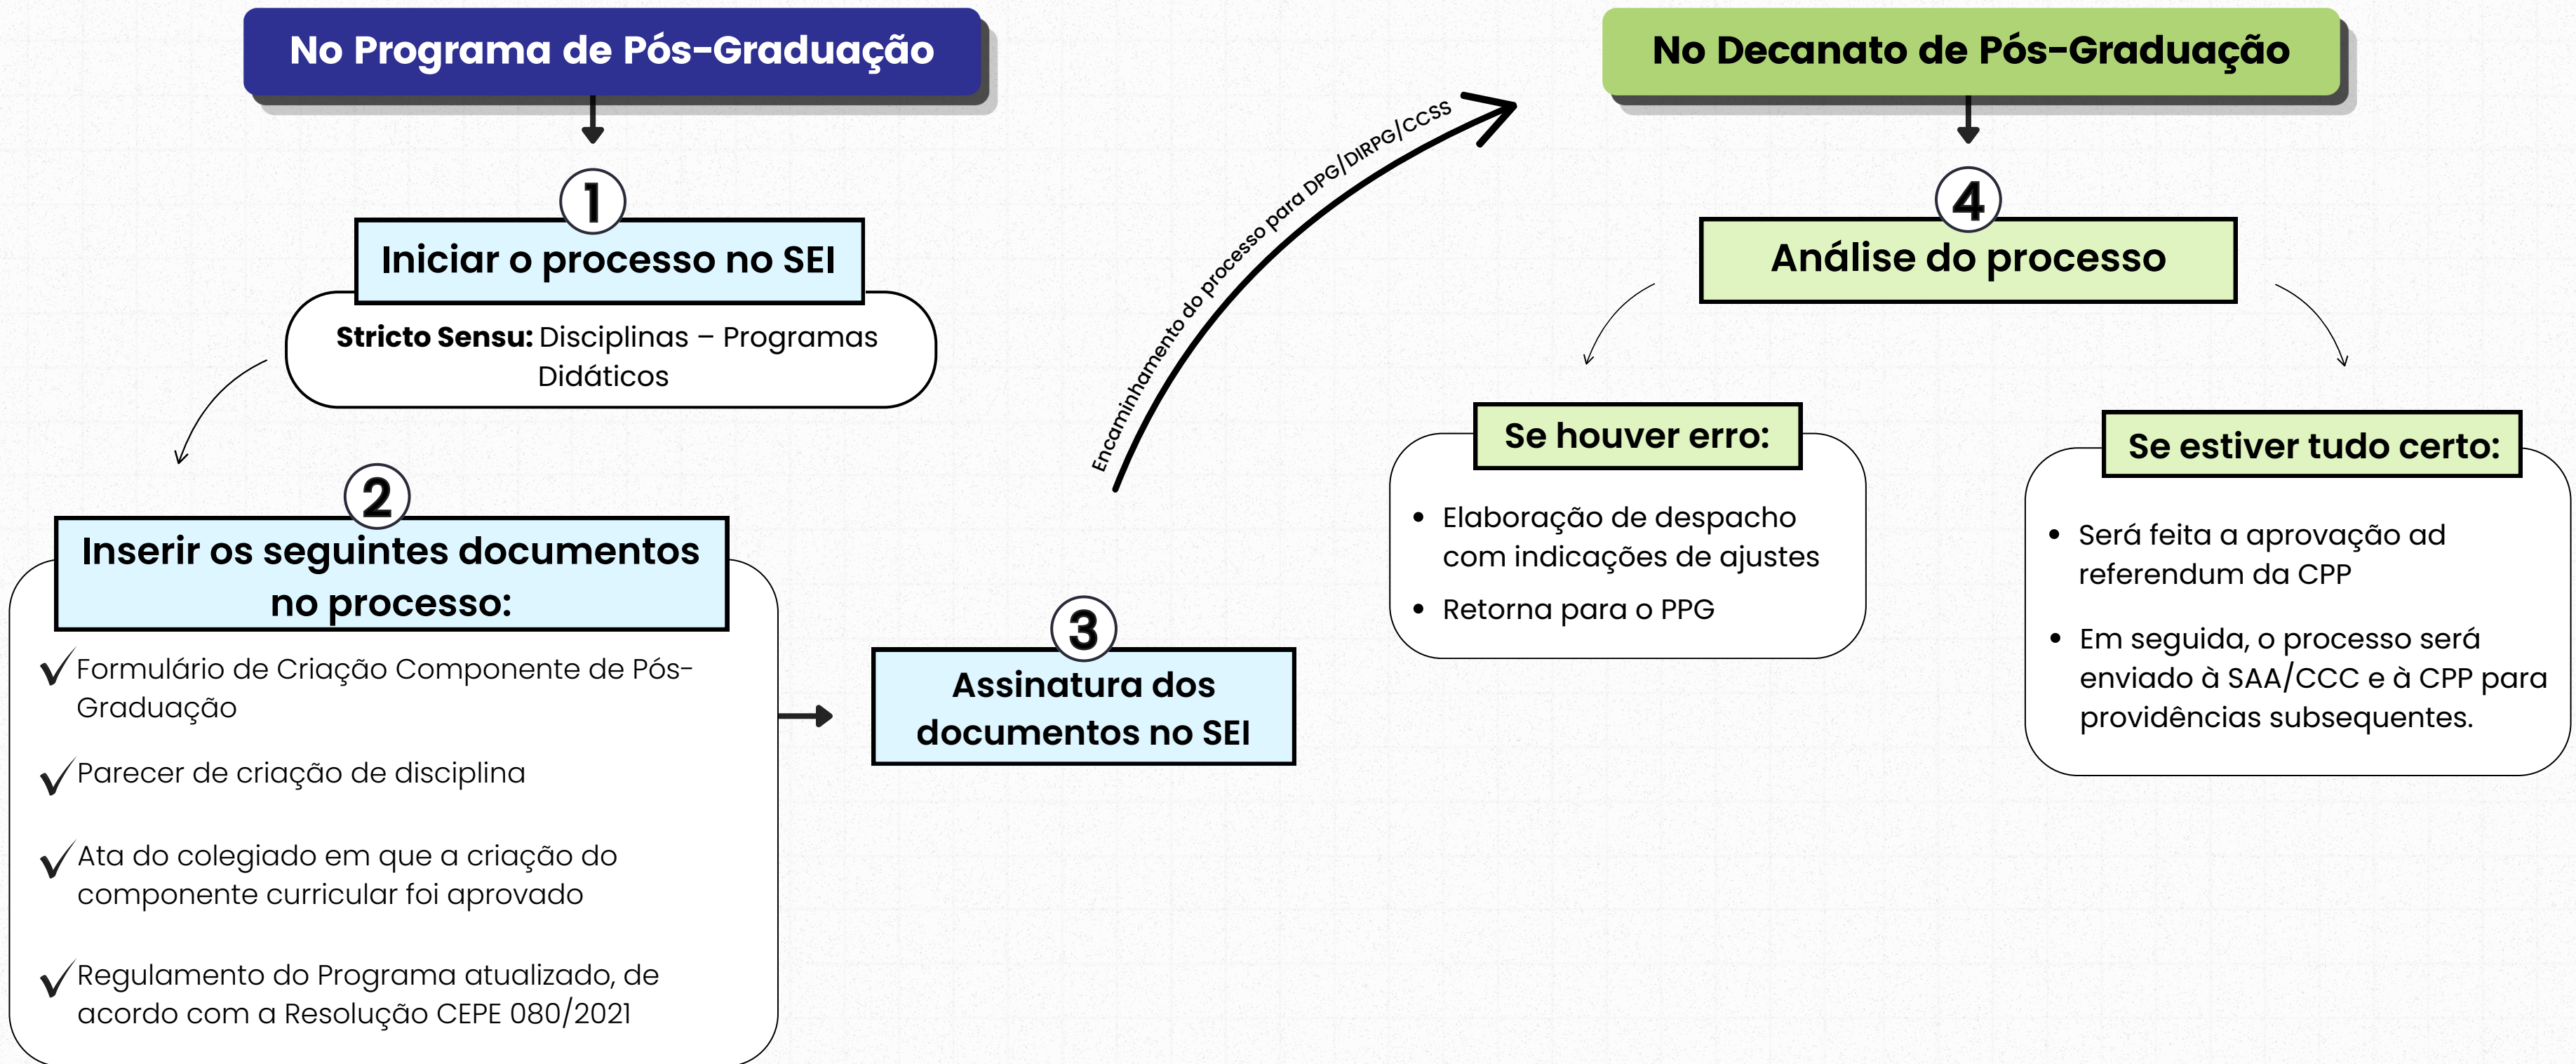 No Programa de Pós-Graduação
1
Iniciar o processo no SEI
Stricto Sensu: Disciplinas – Programas
Didáticos
2
Inserir os seguintes documentos
no processo:
Formulário de Criação Componente de Pós-
Graduação
Parecer de criação de disciplina
Ata do colegiado em que a criação do
componente curricular foi aprovado
Regulamento do Programa atualizado, de
acordo com a Resolução CEPE 080/2021
3
Assinatura dos
documentos no SEI
Encaminhamento do processo para DPG/DIRPG/CCSS
No Decanato de Pós-Graduação
4
Análise do processo
Se houver erro:
• Elaboração de despacho
com indicações de ajustes
• Retorna para o PPG
Se estiver tudo certo:
• Será feita a aprovação ad
referendum da CPP
• Em seguida, o processo será
enviado à SAA/CCC e à CPP para
providências subsequentes.